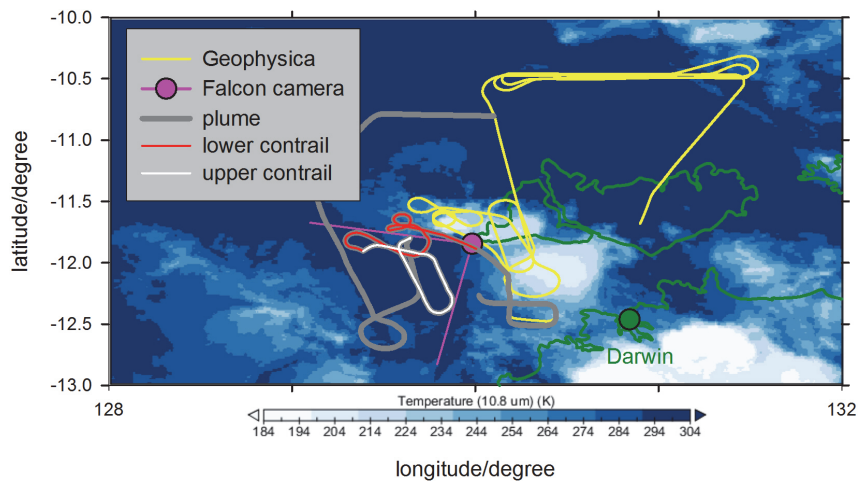 -10.0
-10.5
-11.0
-11.5
-12.0
-12.5
-13.0
latitude/degree
Geophysica
Falcon camera
plume
lower contrail
upper contrail
Darwin
128
132
Temperature (10.8 um) (K)
184 194 204 214 224 234 244 254 264 274 284 294 304
longitude/degree